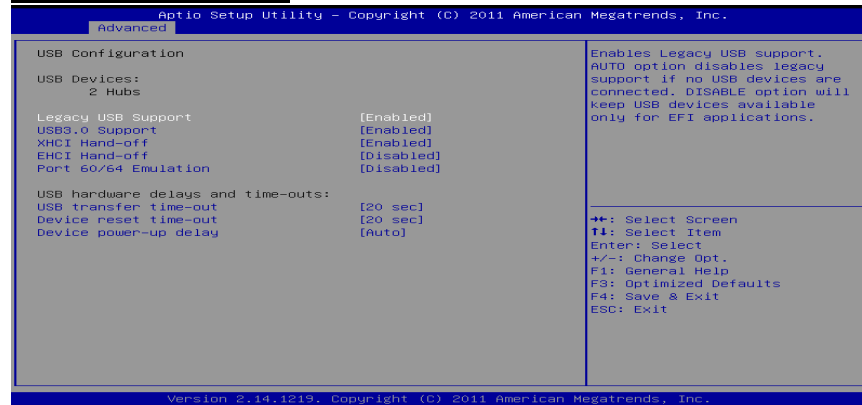 Aptio Setup Utility – Copyright (C) 2011 American Megatrends, Inc.
Advanced
USB Configuration
USB Devices:
2 Hubs
Legacy USB Support [Enabled]
USB3.0 Support [Enabled]
XHCI Hand-off [Enabled]
EHCI Hand-off [Disabled]
Port 60/64 Emulation [Disabled]
USB hardware delays and time-outs:
USB transfer time-out [20 sec]
Device reset time-out [20 sec]
Device power-up delay [Auto]
Enables Legacy USB support.
AUTO option disables legacy
support if no USB devices are
connected. DISABLE option will
keep USB devices available
only for EFI applications.
→←: Select Screen
↑↓: Select Item
Enter: Select
+/-: Change Opt.
F1: General Help
F3: Optimized Defaults
F4: Save & Exit
ESC: Exit
Version 2.14.1219. Copyright (C) 2011 American Megatrends, Inc.